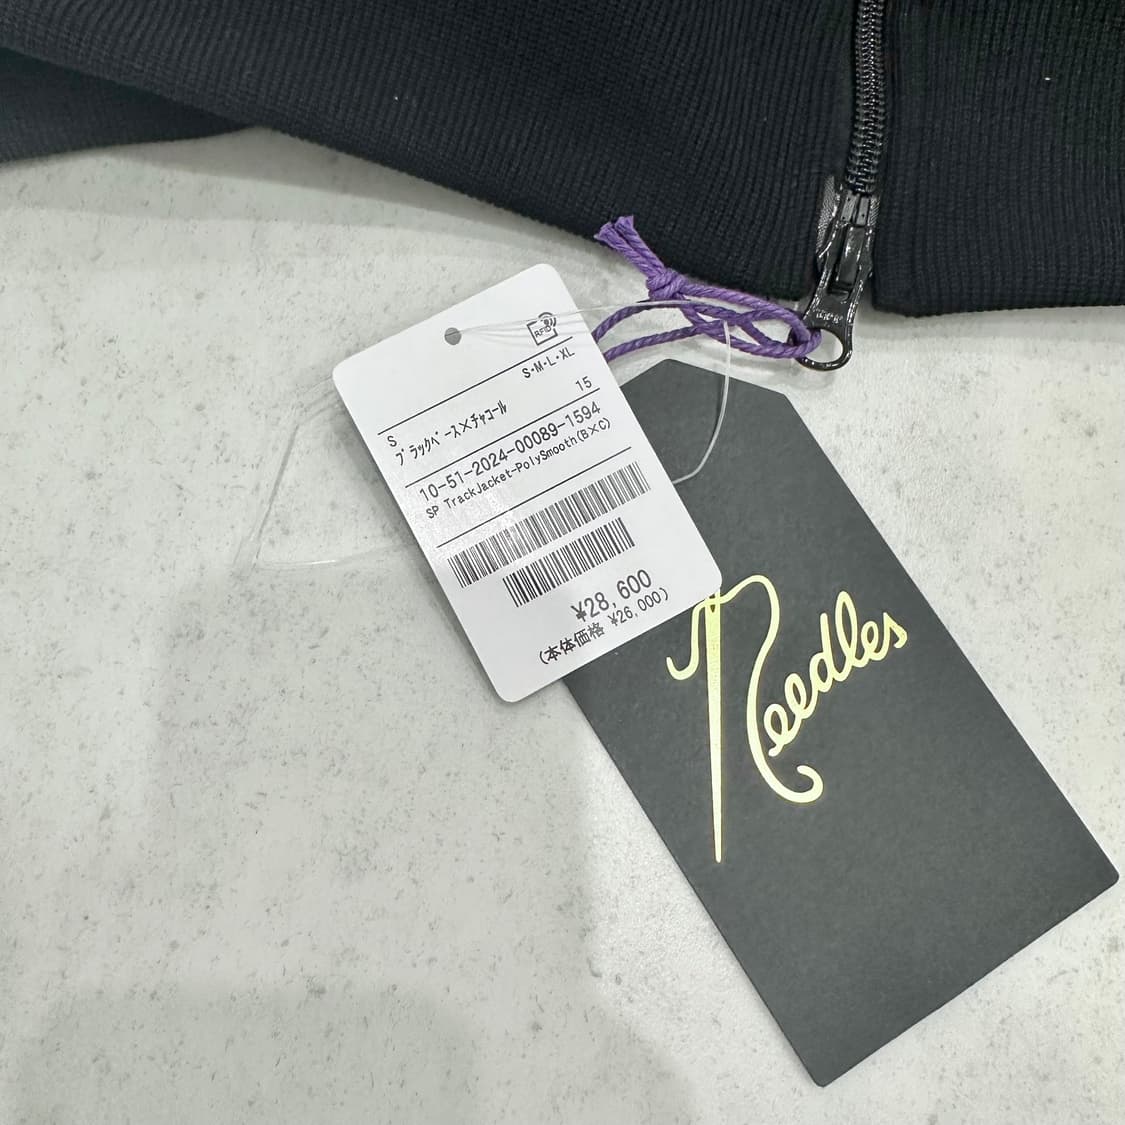 RFID
S・M・L・XL
S
15
ブラックベース×チャコール
10-51-2024-00089-1594
SP TrackJacket-PolySmooth(B×C)
¥28,600
(本体価格 ¥26,000)
Needles